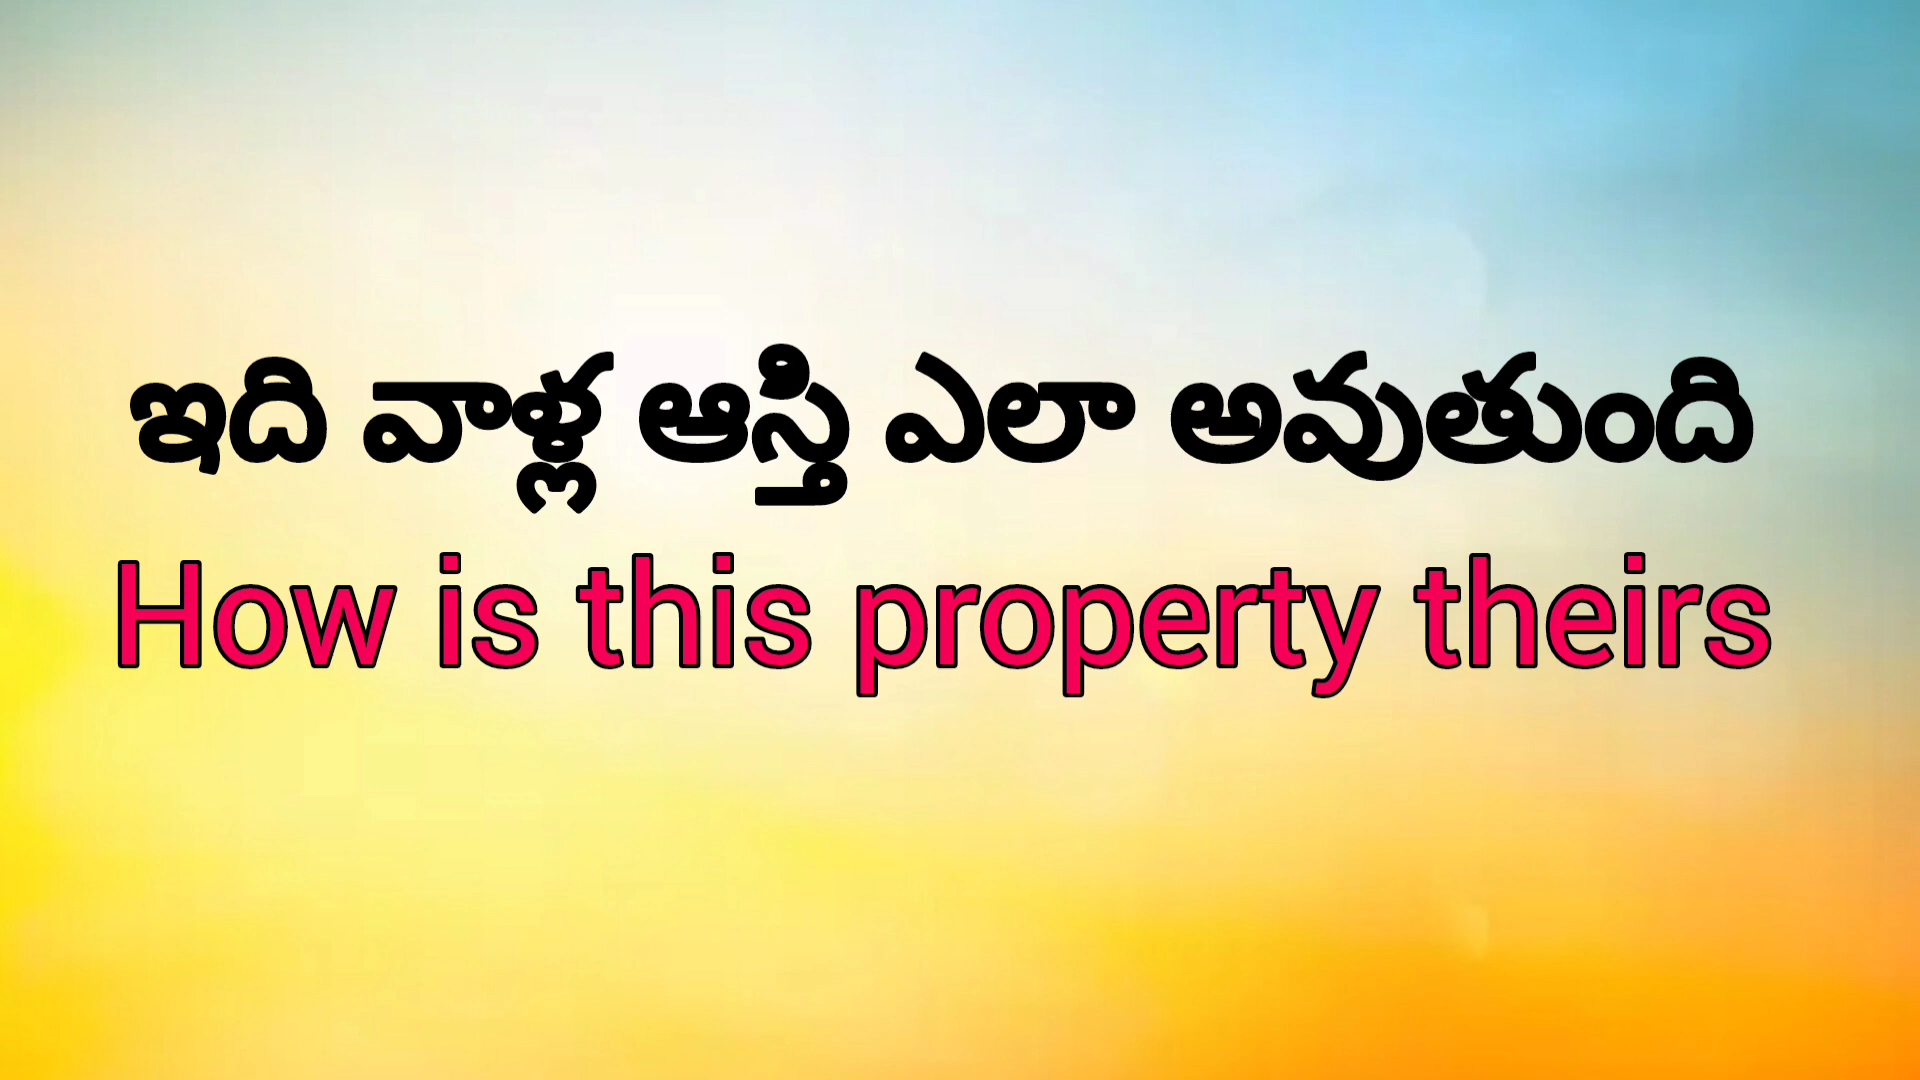 ఇది వాళ్ల ఆస్తి ఎలా అవుతుంది
How is this property theirs